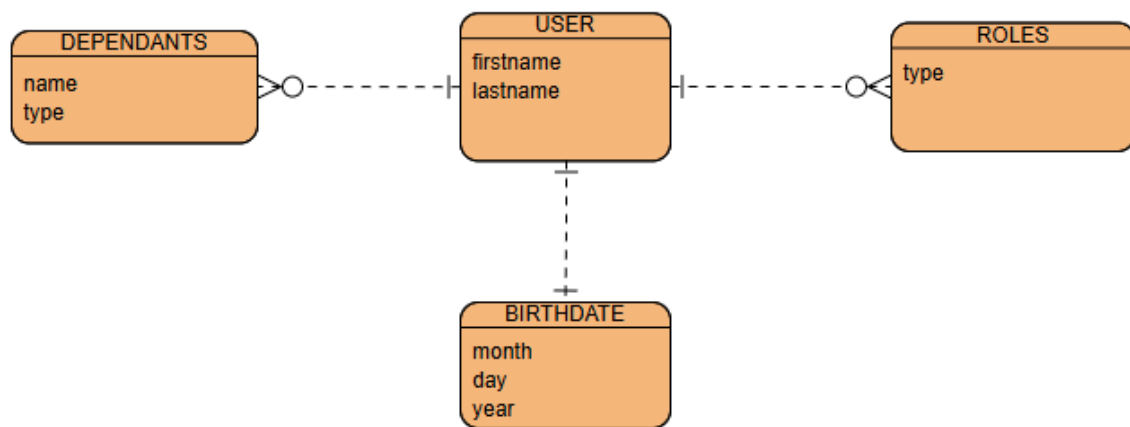 DEPENDANTS
name
type
USER
firstname
lastname
ROLES
type
BIRTHDATE
month
day
year